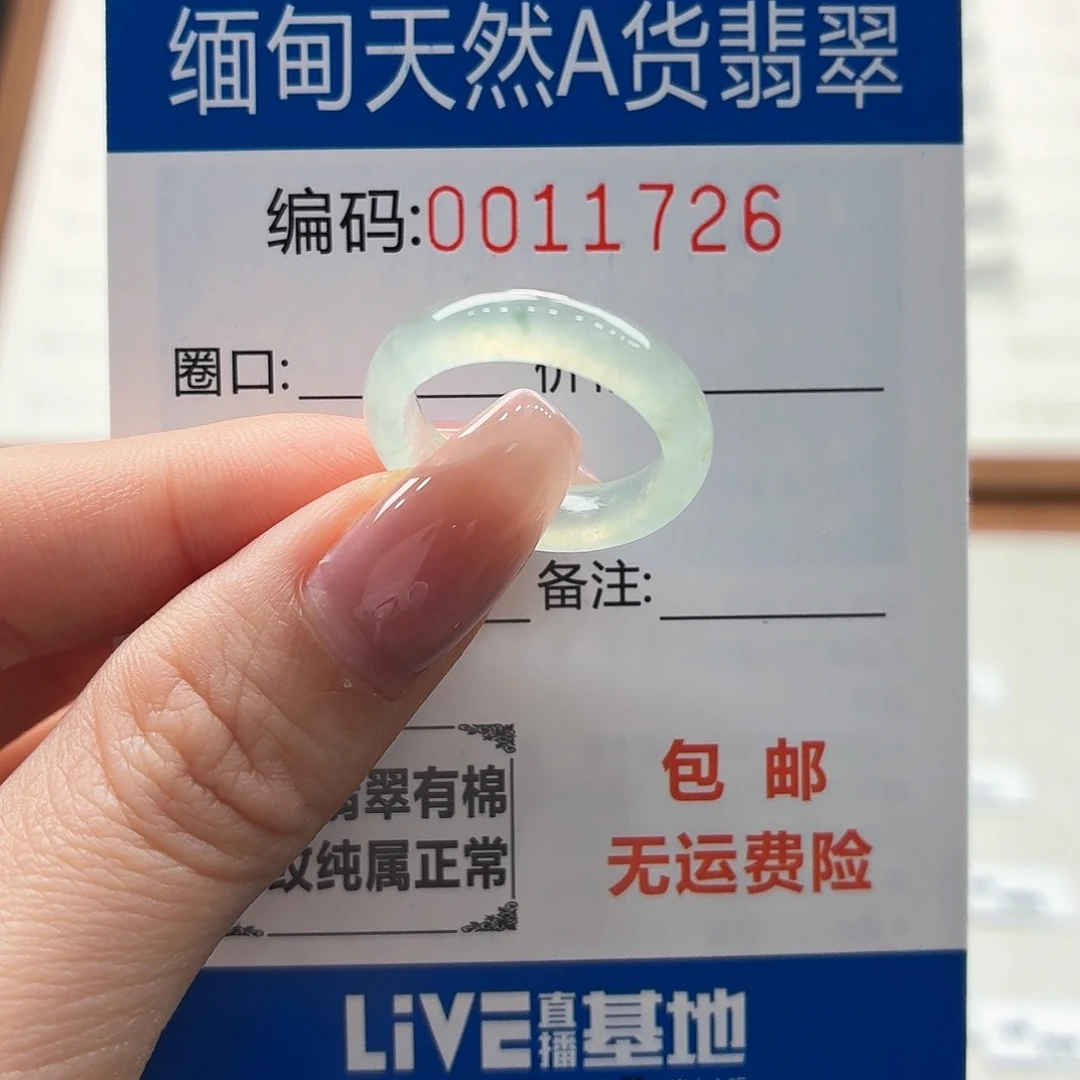 缅甸天然A货翡翠
编码:0011726
圈口:
备注:
翠有棉
纹纯属正常
包邮
无运费险
LiVE直播基地